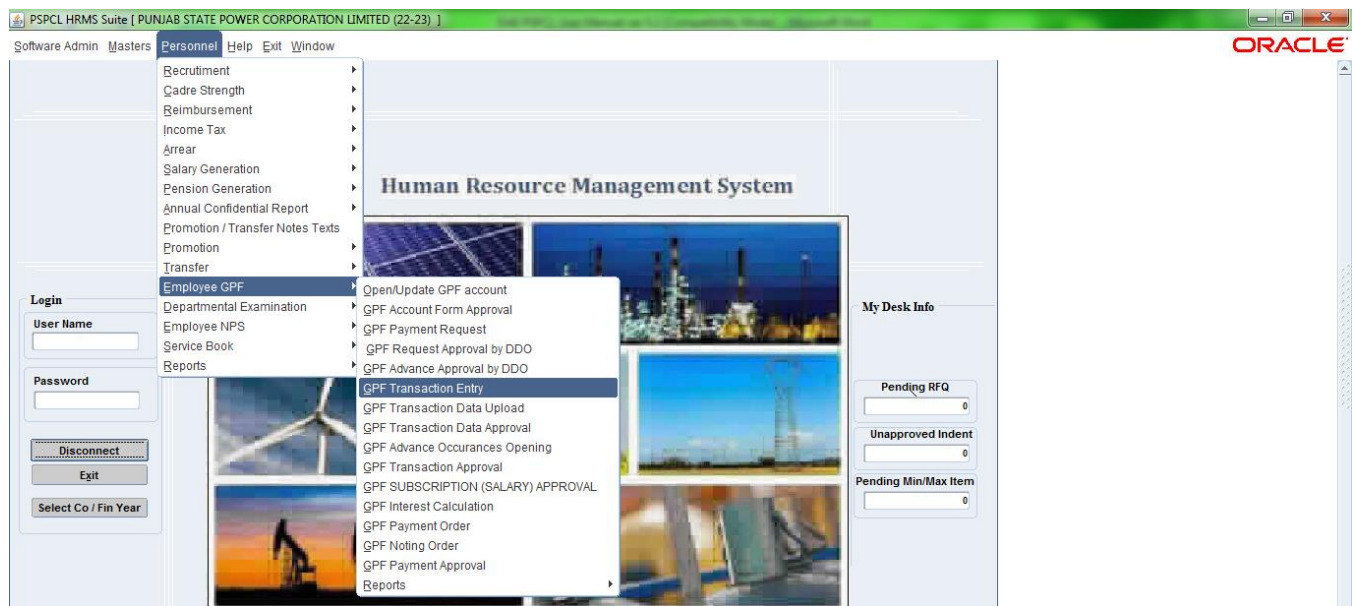 PSPCL HRMS Suite [ PUNJAB STATE POWER CORPORATION LIMITED (22-23) ]
Software Admin Masters Personnel Help Exit Window
ORACLE
Recrutiment
Cadre Strength
Reimbursement
Income Tax
Arrear
Salary Generation
Pension Generation
Annual Confidential Report
Promotion / Transfer Notes Texts
Promotion
Transfer
Employee GPF
Departmental Examination
Employee NPS
Service Book
Reports
Human Resource Management System
Open/Update GPF account
GPF Account Form Approval
GPF Payment Request
GPF Request Approval by DDO
GPF Advance Approval by DDO
GPF Transaction Entry
GPF Transaction Data Upload
GPF Transaction Data Approval
GPF Advance Occurances Opening
GPF Transaction Approval
GPF SUBSCRIPTION (SALARY) APPROVAL
GPF Interest Calculation
GPF Payment Order
GPF Noting Order
GPF Payment Approval
Reports
Login
User Name
Password
Disconnect
Exit
Select Co / Fin Year
My Desk Info
Pending RFQ
0
Unapproved Indent
0
Pending Min/Max Item
0